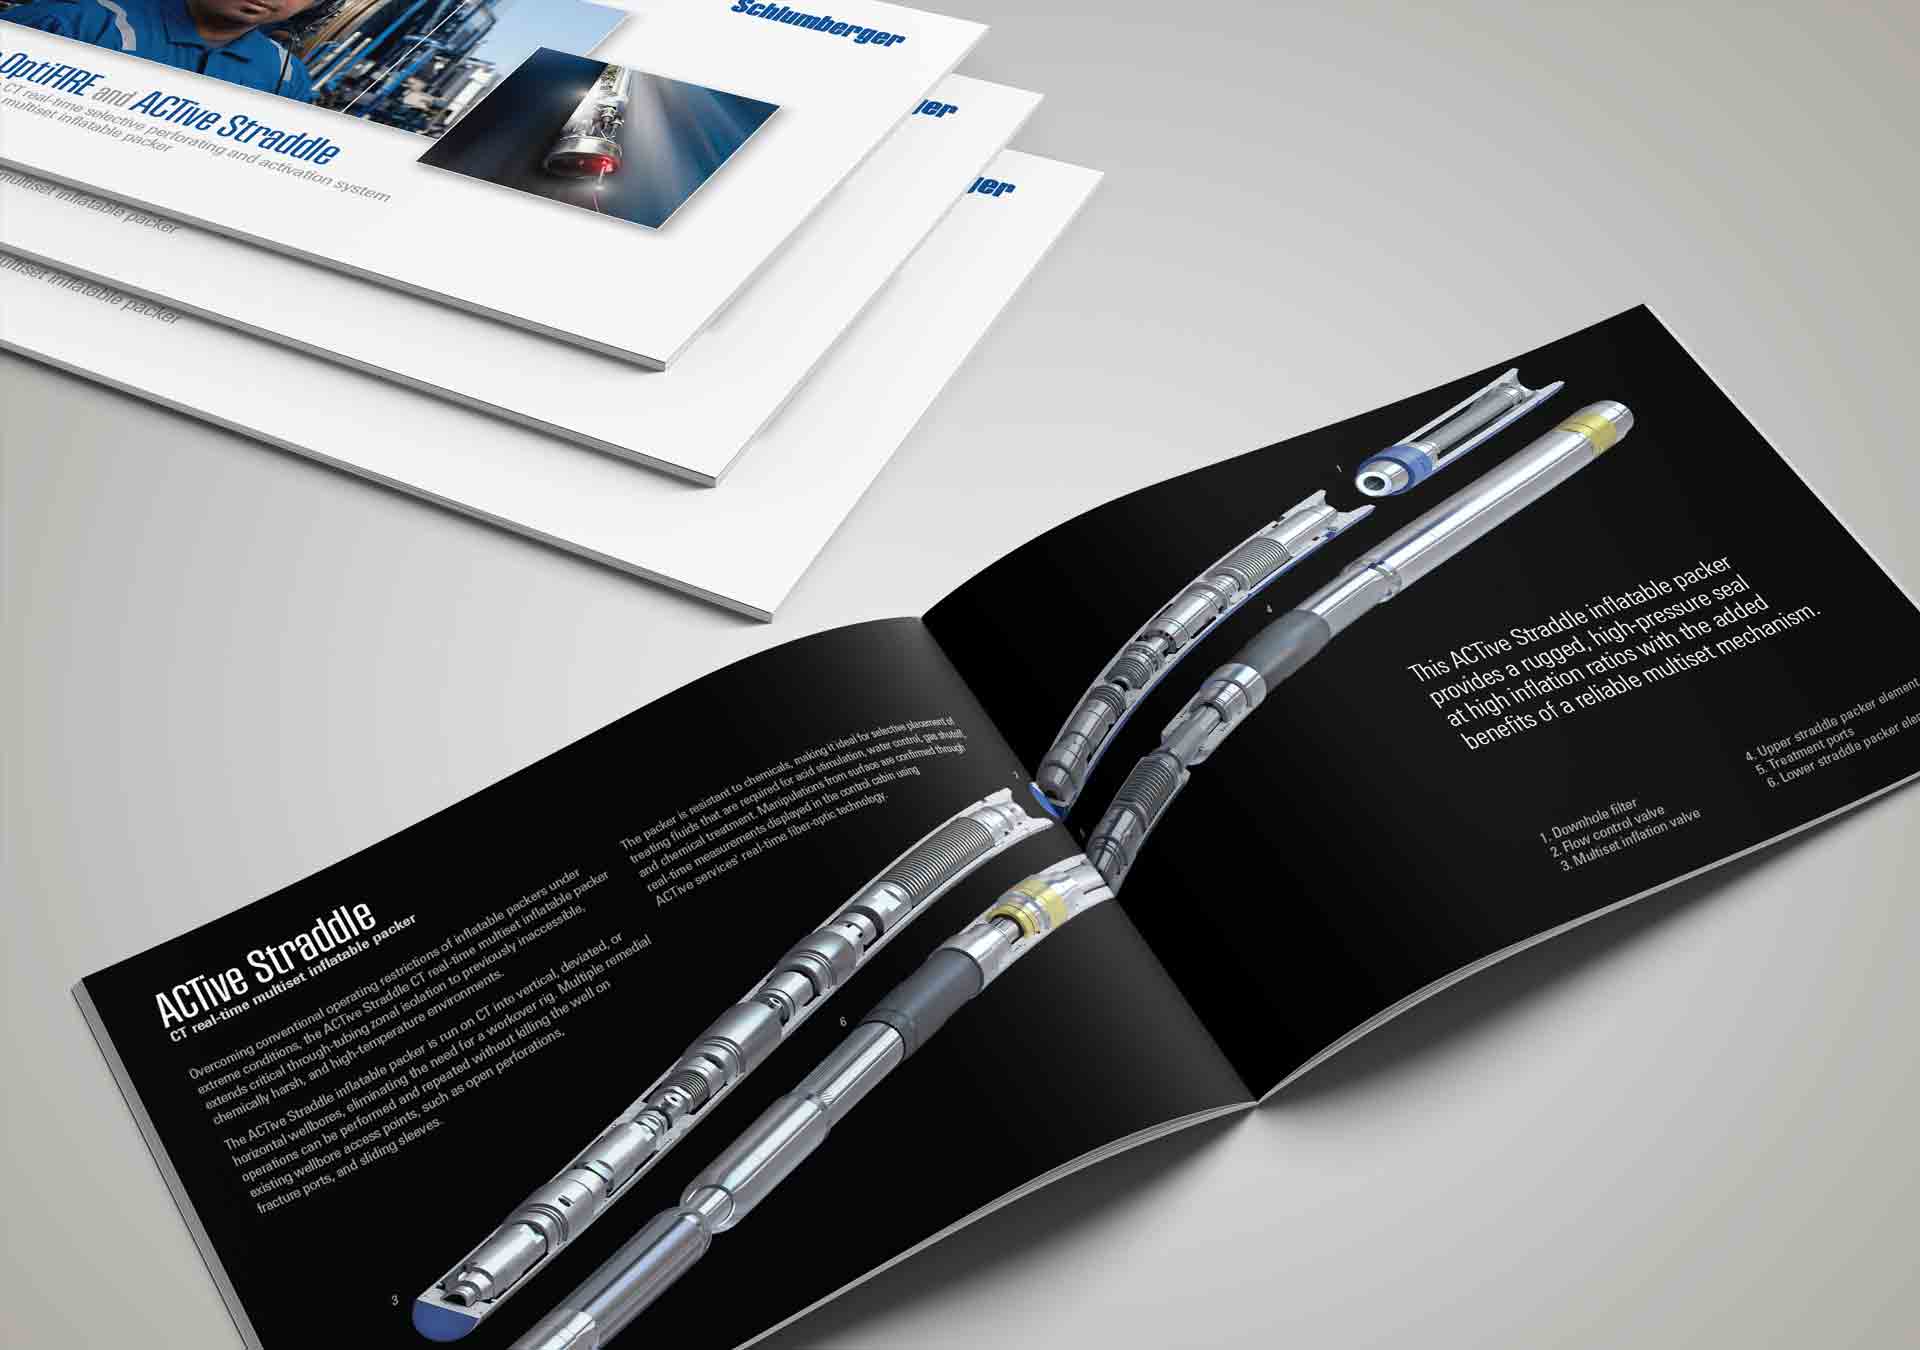 Schlumberger
OptiFIRE and ACTive Straddle
CT real-time selective perforating and activation system
multiset inflatable packer
ger
multiset inflatable packer
ger
multiset inflatable packer
ACTive Straddle
CT real-time multiset inflatable packer
Overcoming conventional operating restrictions of inflatable packers under
extreme conditions, the ACTive Straddle CT real-time multiset inflatable packer
extends critical through-tubing zonal isolation to previously inaccessible,
chemically harsh, and high-temperature environments.
The ACTive Straddle inflatable packer is run on CT into vertical, deviated, or
horizontal wellbores, eliminating the need for a workover rig. Multiple remedial
operations can be performed and repeated without killing the well on
existing wellbore access points, such as open perforations,
fracture ports, and sliding sleeves.
The packer is resistant to chemicals, making it ideal for selective placement of
treating fluids that are required for acid stimulation, water control, gas shutoff,
and chemical treatment. Manipulations from surface are confirmed through
real-time measurements displayed in the control cabin using
ACTive services' real-time fiber-optic technology.
1
2
3
4
6
This ACTive Straddle inflatable packer
provides a rugged, high-pressure seal
at high inflation ratios with the added
benefits of a reliable multiset mechanism.
1. Downhole filter
2. Flow control valve
3. Multiset inflation valve
4. Upper straddle packer element
5. Treatment ports
6. Lower straddle packer